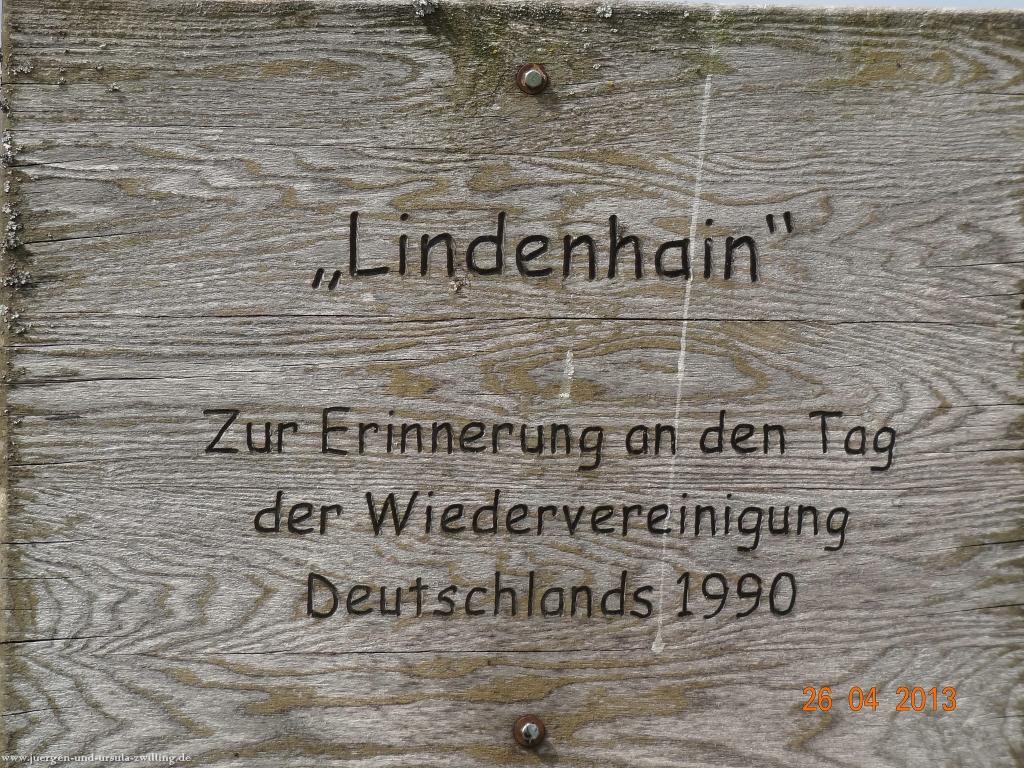 „Lindenhain"
Zur Erinnerung an den Tag
der Wiedervereinigung
Deutschlands 1990
26 04 2013
www.juergen-und-ursula-zwilling.de